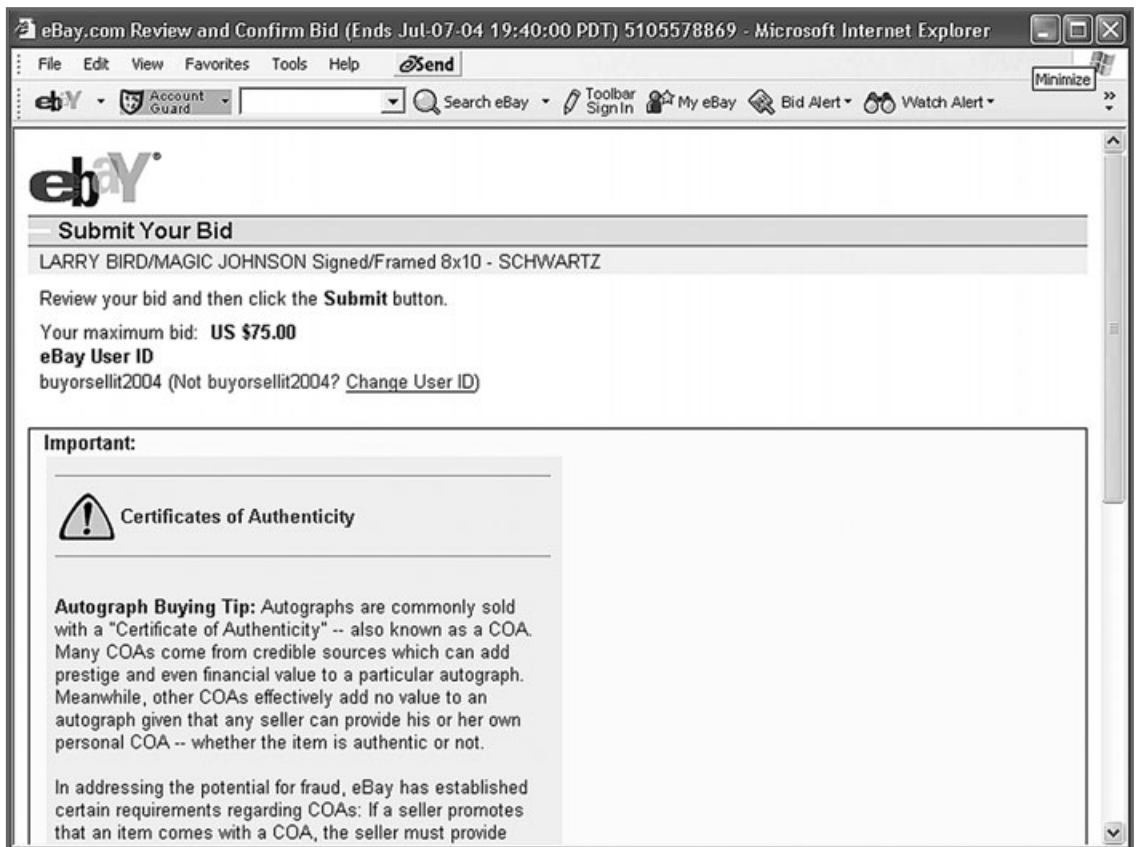 eBay.com Review and Confirm Bid (Ends Jul-07-04 19:40:00 PDT) 5105578869 - Microsoft Internet Explorer
File Edit View Favorites Tools Help Send
Minimize
ebY Account Guard Search eBay Toolbar Sign In My eBay Bid Alert Watch Alert
ebaY®
Submit Your Bid
LARRY BIRD/MAGIC JOHNSON Signed/Framed 8x10 - SCHWARTZ
Review your bid and then click the Submit button.
Your maximum bid: US $75.00
eBay User ID
buyorsellit2004 (Not buyorsellit2004? Change User ID)
Important:
Certificates of Authenticity
Autograph Buying Tip: Autographs are commonly sold
with a "Certificate of Authenticity" -- also known as a COA.
Many COAs come from credible sources which can add
prestige and even financial value to a particular autograph.
Meanwhile, other COAs effectively add no value to an
autograph given that any seller can provide his or her own
personal COA -- whether the item is authentic or not.
In addressing the potential for fraud, eBay has established
certain requirements regarding COAs: If a seller promotes
that an item comes with a COA, the seller must provide